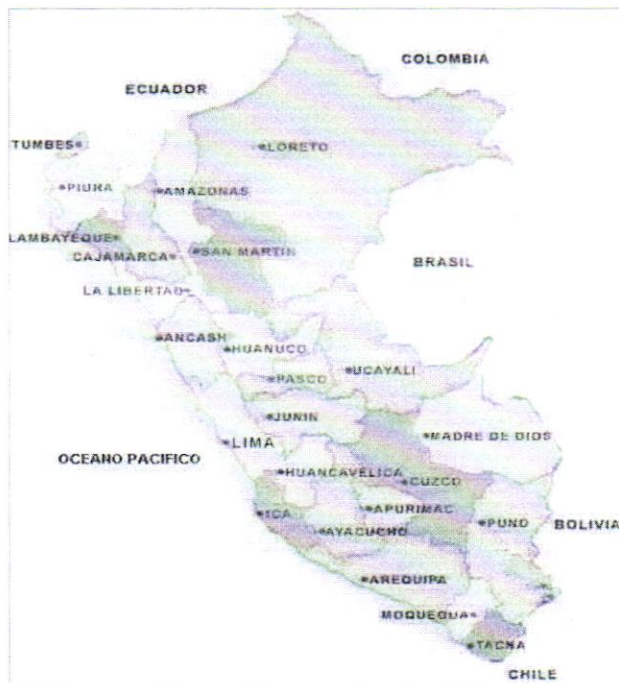 COLOMBIA
ECUADOR
TUMBES
LORETO
PIURA
AMAZONAS
LAMBAYEQUE
SAN MARTIN
CAJAMARCA
BRASIL
LA LIBERTAD
ANCASH
HUANUCO
UCAYALI
PASCO
JUNIN
MADRE DE DIOS
LIMA
OCEANO PACIFICO
HUANCAVELICA
CUZCO
APURIMAC
ICA
PUNO
BOLIVIA
AYACUCHO
AREQUIPA
MOQUEGUA
TACNA
CHILE